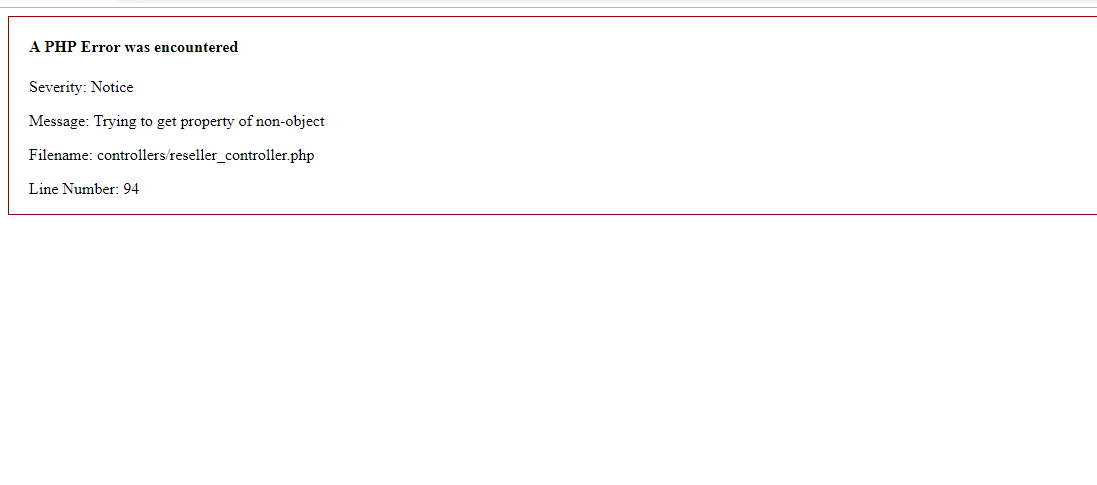 A PHP Error was encountered
Severity: Notice
Message: Trying to get property of non-object
Filename: controllers/reseller_controller.php
Line Number: 94